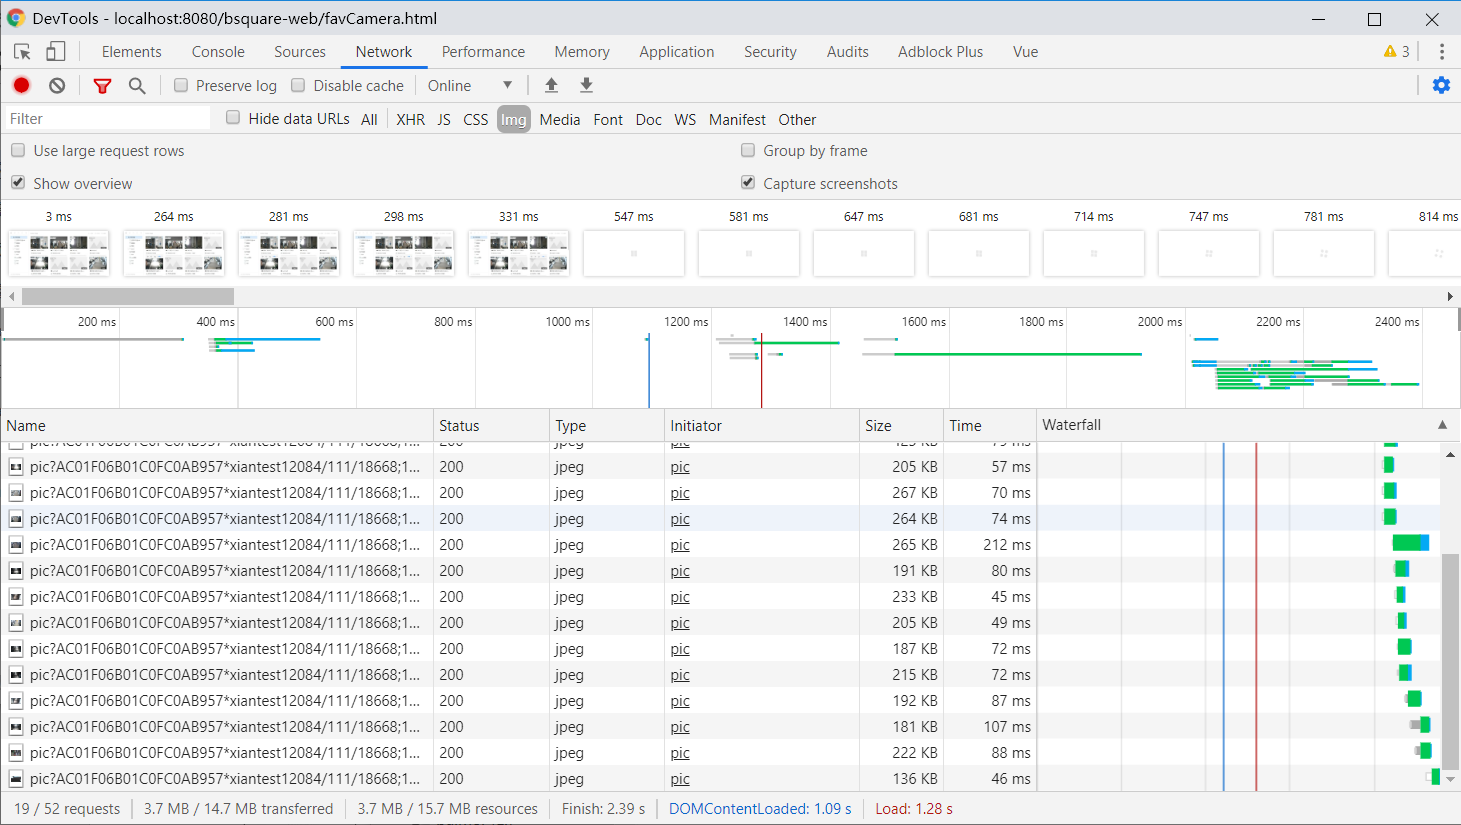 DevTools - localhost:8080/bsquare-web/favCamera.html
Elements Console Sources Network Performance Memory Application Security Audits Adblock Plus Vue 3
Preserve log Disable cache Online
Filter Hide data URLs All XHR JS CSS Img Media Font Doc WS Manifest Other
Use large request rows Group by frame
Show overview Capture screenshots
3 ms 264 ms 281 ms 298 ms 331 ms 547 ms 581 ms 647 ms 681 ms 714 ms 747 ms 781 ms 814 ms
200 ms 400 ms 600 ms 800 ms 1000 ms 1200 ms 1400 ms 1600 ms 1800 ms 2000 ms 2200 ms 2400 ms
Name Status Type Initiator Size Time Waterfall
pic?AC01F06B01C0FC0AB957*xiantest12084/111/18668;1... 200 jpeg pic 205 KB 57 ms
pic?AC01F06B01C0FC0AB957*xiantest12084/111/18668;1... 200 jpeg pic 267 KB 70 ms
pic?AC01F06B01C0FC0AB957*xiantest12084/111/18668;1... 200 jpeg pic 264 KB 74 ms
pic?AC01F06B01C0FC0AB957*xiantest12084/111/18668;1... 200 jpeg pic 265 KB 212 ms
pic?AC01F06B01C0FC0AB957*xiantest12084/111/18668;1... 200 jpeg pic 191 KB 80 ms
pic?AC01F06B01C0FC0AB957*xiantest12084/111/18668;1... 200 jpeg pic 233 KB 45 ms
pic?AC01F06B01C0FC0AB957*xiantest12084/111/18668;1... 200 jpeg pic 205 KB 49 ms
pic?AC01F06B01C0FC0AB957*xiantest12084/111/18668;1... 200 jpeg pic 187 KB 72 ms
pic?AC01F06B01C0FC0AB957*xiantest12084/111/18668;1... 200 jpeg pic 215 KB 72 ms
pic?AC01F06B01C0FC0AB957*xiantest12084/111/18668;1... 200 jpeg pic 192 KB 87 ms
pic?AC01F06B01C0FC0AB957*xiantest12084/111/18668;1... 200 jpeg pic 181 KB 107 ms
pic?AC01F06B01C0FC0AB957*xiantest12084/111/18668;1... 200 jpeg pic 222 KB 88 ms
pic?AC01F06B01C0FC0AB957*xiantest12084/111/18668;1... 200 jpeg pic 136 KB 46 ms
19 / 52 requests 3.7 MB / 14.7 MB transferred 3.7 MB / 15.7 MB resources Finish: 2.39 s DOMContentLoaded: 1.09 s Load: 1.28 s